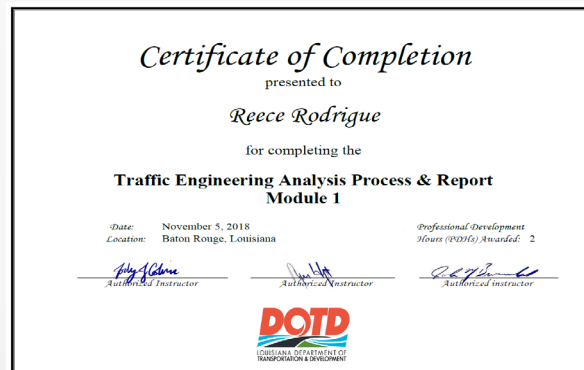 Certificate of Completion
presented to
Reece Rodrigue
for completing the
Traffic Engineering Analysis Process & Report
Module 1
Date: November 5, 2018
Location: Baton Rouge, Louisiana
Professional Development
Hours (PDHs) Awarded: 2
Authorized Instructor
Authorized Instructor
Authorized instructor
DOTD
LOUISIANA DEPARTMENT OF
TRANSPORTATION & DEVELOPMENT